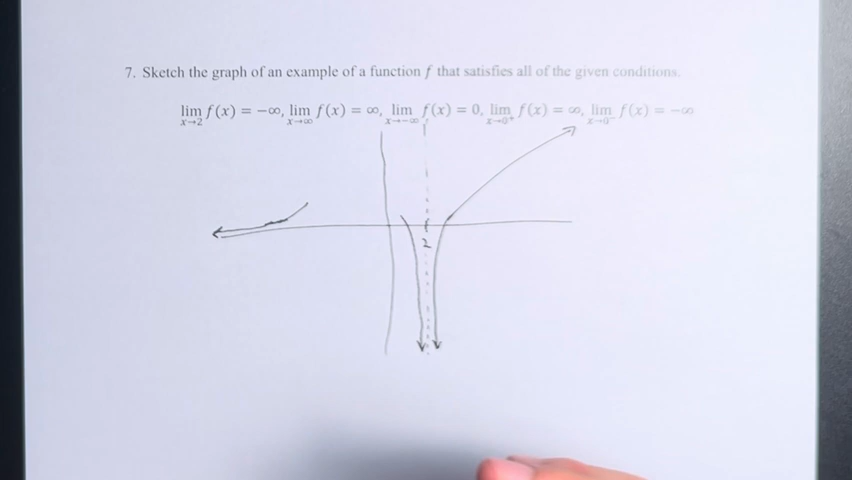 7. Sketch the graph of an example of a function f that satisfies all of the given conditions.
lim x→2 f(x) = −∞, lim x→∞ f(x) = ∞, lim x→−∞ f(x) = 0, lim x→0⁺ f(x) = ∞, lim x→0⁻ f(x) = −∞
2